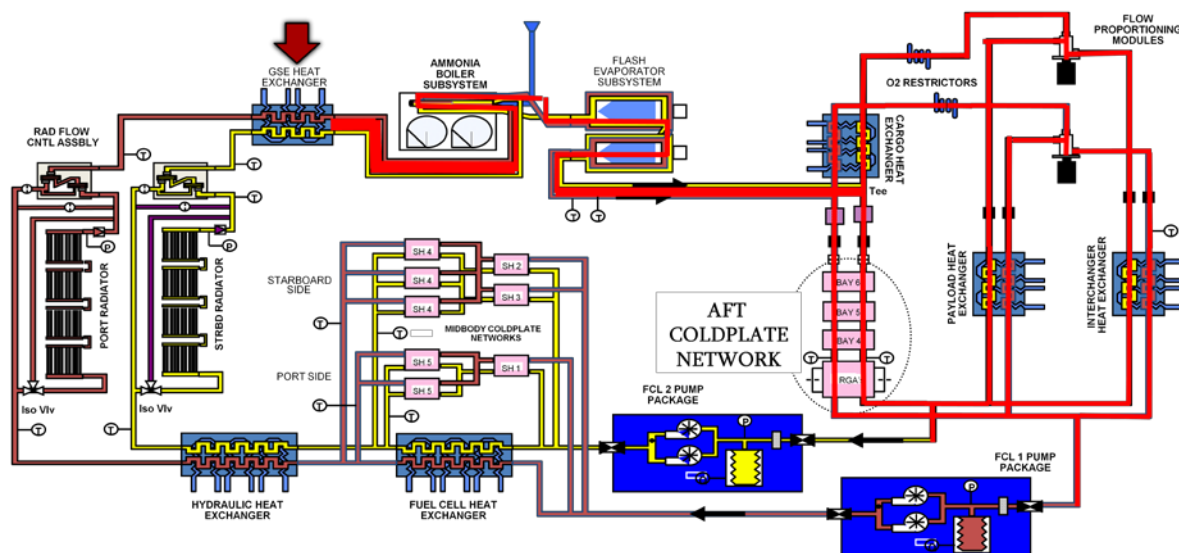 GSE HEAT
EXCHANGER
AMMONIA
BOILER
SUBSYSTEM
FLASH
EVAPORATOR
SUBSYSTEM
FLOW
PROPORTIONING
MODULES
O2 RESTRICTORS
RAD FLOW
CNTL ASSBLY
CARGO HEAT
EXCHANGER
Tee
T
T
T
T
T
T
P
P
PORT RADIATOR
STRBD RADIATOR
Iso Vlv
Iso Vlv
T
T
STARBOARD
SIDE
SH 4
SH 4
SH 4
SH 2
SH 3
T
T
MIDBODY COLDPLATE
NETWORKS
PORT SIDE
SH 5
SH 5
SH 1
T
T
AFT
COLDPLATE
NETWORK
BAY 6
BAY 5
BAY 4
T
T
RGA
PAYLOAD HEAT
EXCHANGER
INTERCHANGER
HEAT EXCHANGER
FCL 2 PUMP
PACKAGE
P
FCL 1 PUMP
PACKAGE
P
HYDRAULIC HEAT
EXCHANGER
FUEL CELL HEAT
EXCHANGER